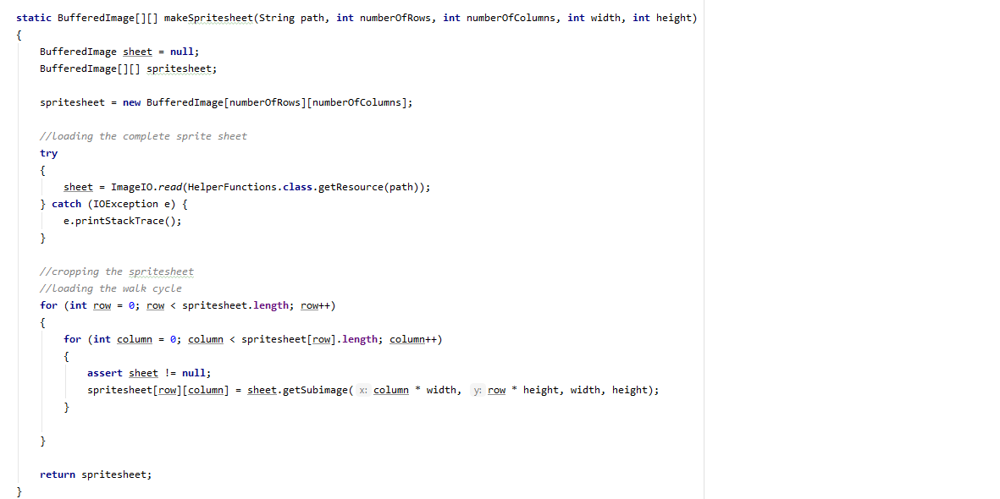 static BufferedImage[][] makeSpritesheet(String path, int numberOfRows, int numberOfColumns, int width, int height)
{
BufferedImage sheet = null;
BufferedImage[][] spritesheet;
spritesheet = new BufferedImage[numberOfRows][numberOfColumns];
//loading the complete sprite sheet
try
{
sheet = ImageIO.read(HelperFunctions.class.getResource(path));
} catch (IOException e) {
e.printStackTrace();
}
//cropping the spritesheet
//loading the walk cycle
for (int row = 0; row < spritesheet.length; row++)
{
for (int column = 0; column < spritesheet[row].length; column++)
{
assert sheet != null;
spritesheet[row][column] = sheet.getSubimage( x: column * width, y: row * height, width, height);
}
}
return spritesheet;
}